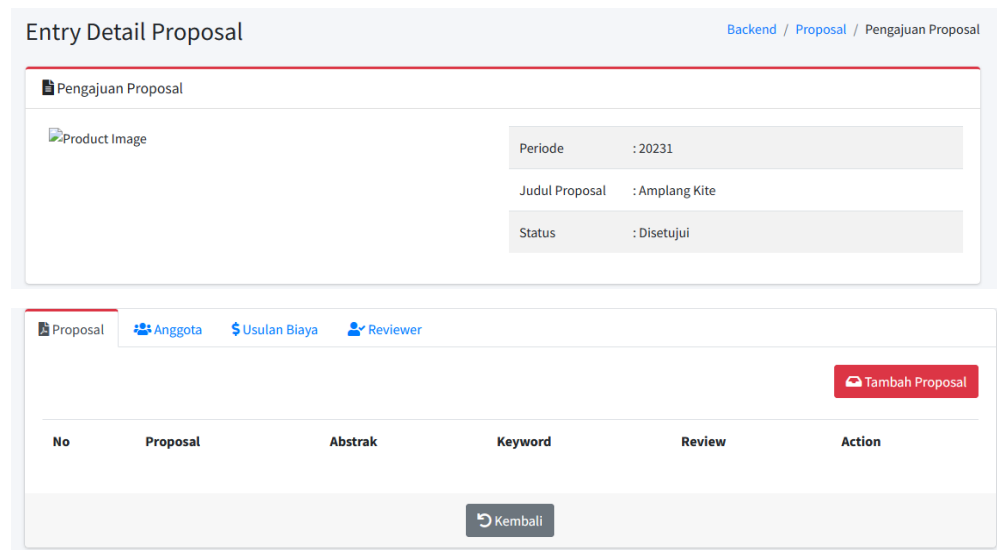 Entry Detail Proposal
Backend / Proposal / Pengajuan Proposal
Pengajuan Proposal
Product Image
Periode : 20231
Judul Proposal : Amplang Kite
Status : Disetujui
Proposal Anggota Usulan Biaya Reviewer
Tambah Proposal
No Proposal Abstrak Keyword Review Action
Kembali